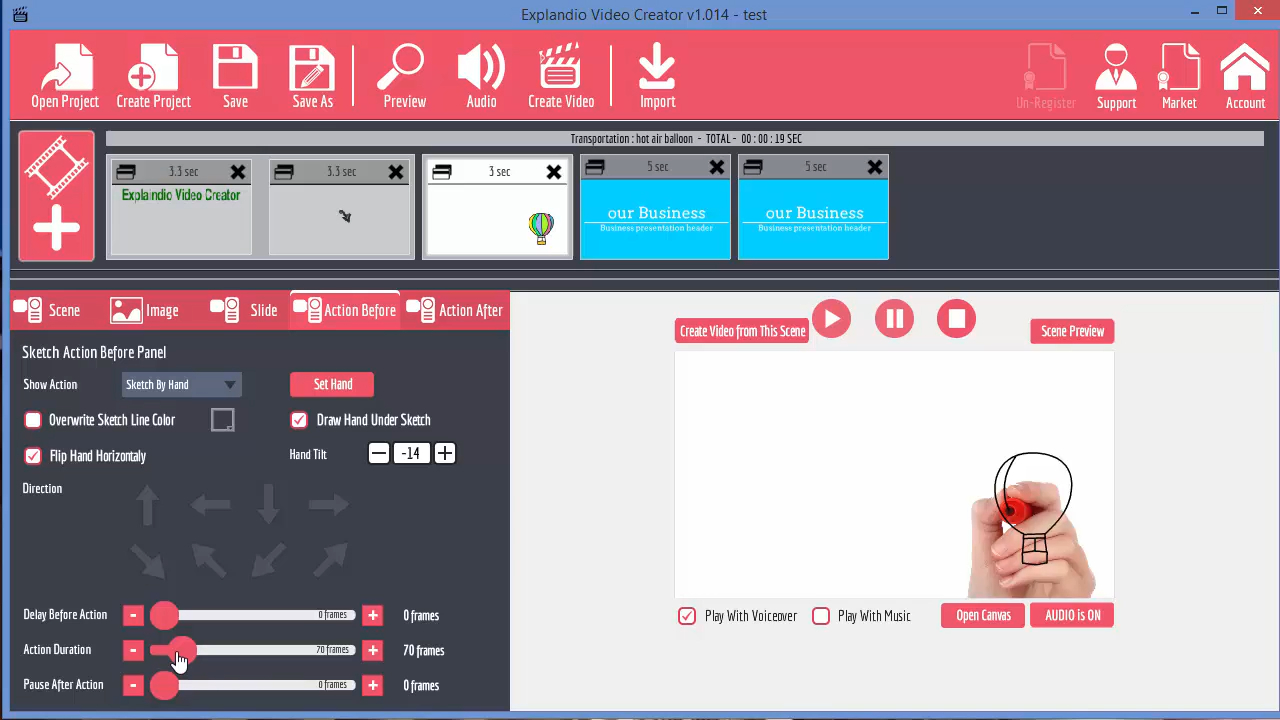 Explandio Video Creator v1.014 - test
Open Project Create Project Save Save As Preview Audio Create Video Import Un-Register Support Market Account
Transportation : hot air balloon - TOTAL - 00 : 00 : 19 SEC
3.3 sec 3.3 sec 3 sec 5 sec 5 sec
Explaindio Video Creator
our Business our Business
Business presentation header Business presentation header
Scene Image Slide Action Before Action After
Create Video from This Scene Scene Preview
Sketch Action Before Panel
Show Action Sketch By Hand Set Hand
Overwrite Sketch Line Color Draw Hand Under Sketch
Flip Hand Horizontaly Hand Tilt - -14 +
Direction
Delay Before Action - 0 frames + 0 frames
Play With Voiceover Play With Music Open Canvas AUDIO is ON
Action Duration - 70 frames + 70 frames
Pause After Action - 0 frames + 0 frames